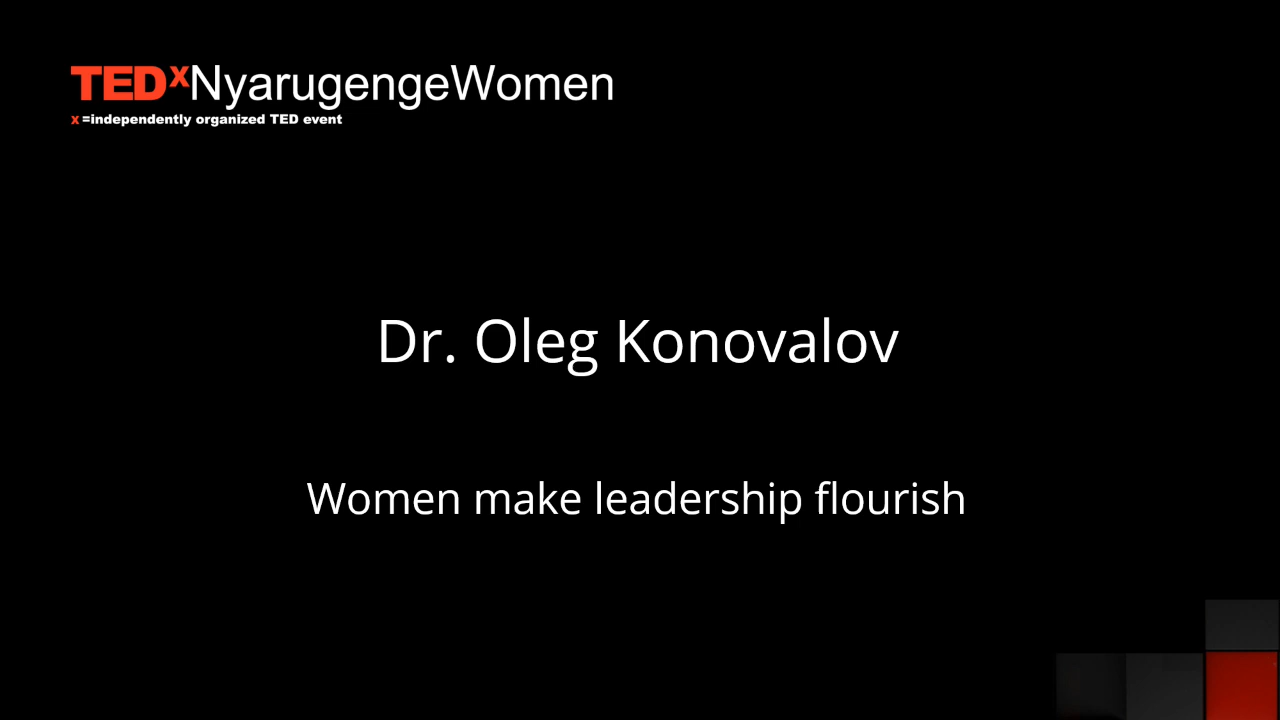 TEDxNyarugengeWomen
x =independently organized TED event
Dr. Oleg Konovalov
Women make leadership flourish